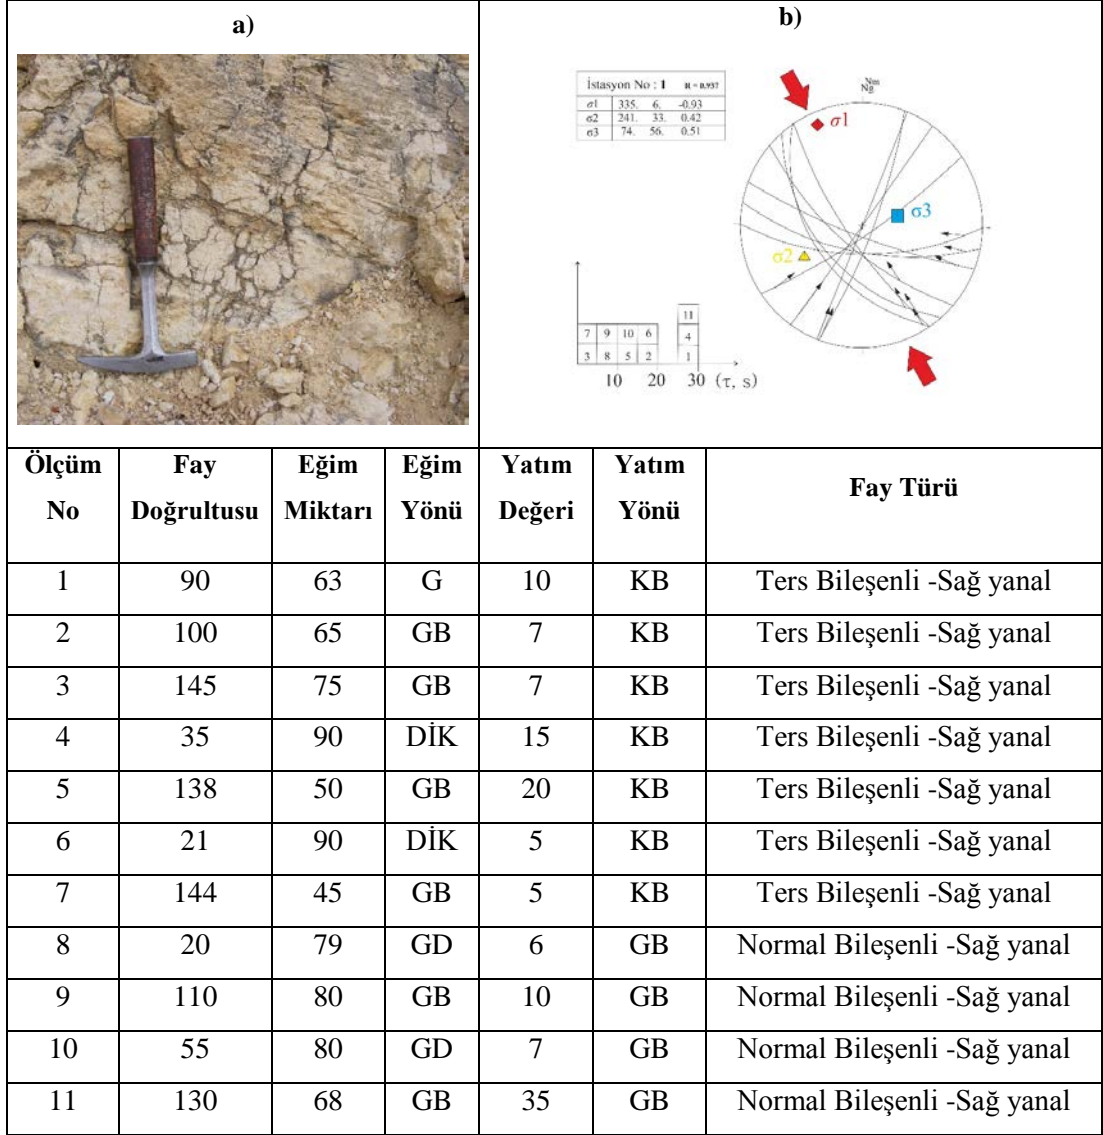 a)
b)
İstasyon No : 1 R = 0.937
σ1 335. 6. -0.93
σ2 241. 33. 0.42
σ3 74. 56. 0.51
Nm
Ng
σ1
σ3
σ2
11
7 9 10 6 4
3 8 5 2 1
10 20 30 (τ, s)
Ölçüm No Fay Doğrultusu Eğim Miktarı Eğim Yönü Yatım Değeri Yatım Yönü Fay Türü
1 90 63 G 10 KB Ters Bileşenli -Sağ yanal
2 100 65 GB 7 KB Ters Bileşenli -Sağ yanal
3 145 75 GB 7 KB Ters Bileşenli -Sağ yanal
4 35 90 DİK 15 KB Ters Bileşenli -Sağ yanal
5 138 50 GB 20 KB Ters Bileşenli -Sağ yanal
6 21 90 DİK 5 KB Ters Bileşenli -Sağ yanal
7 144 45 GB 5 KB Ters Bileşenli -Sağ yanal
8 20 79 GD 6 GB Normal Bileşenli -Sağ yanal
9 110 80 GB 10 GB Normal Bileşenli -Sağ yanal
10 55 80 GD 7 GB Normal Bileşenli -Sağ yanal
11 130 68 GB 35 GB Normal Bileşenli -Sağ yanal